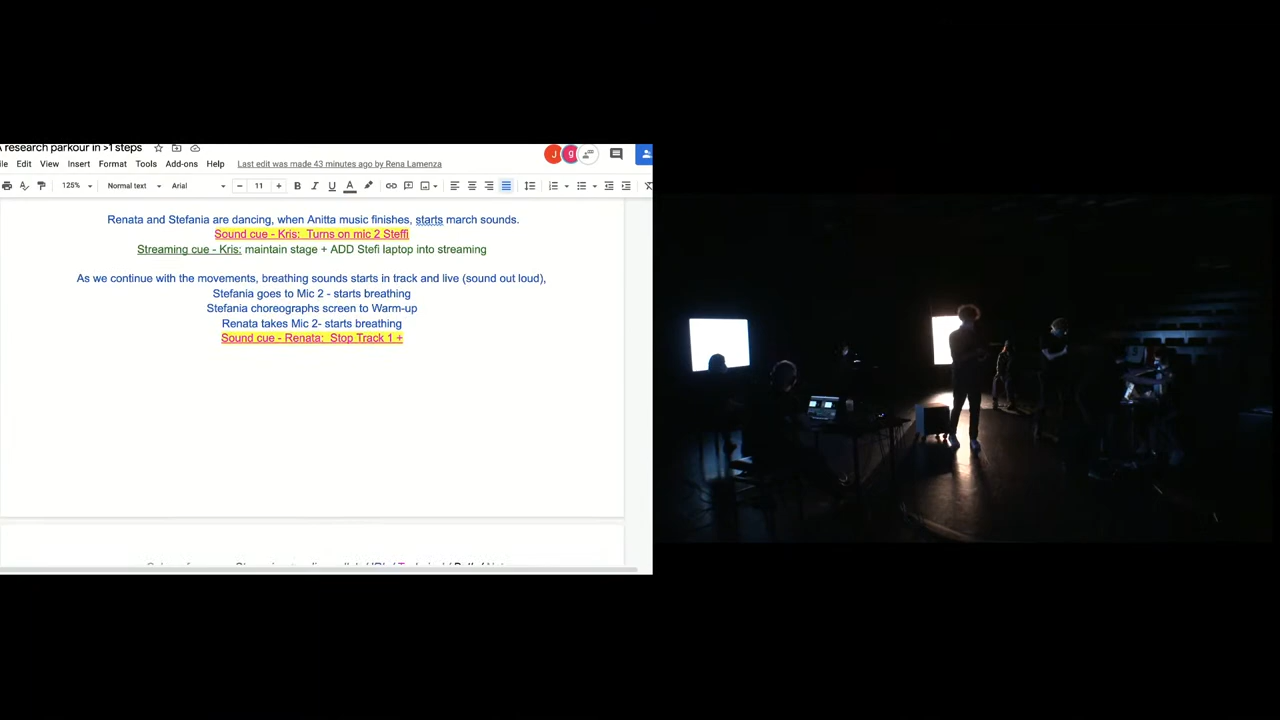 A research parkour in >1 steps
File Edit View Insert Format Tools Add-ons Help Last edit was made 43 minutes ago by Rena Lamenza
J g
125% Normal text Arial − 11 + B I U A
Renata and Stefania are dancing, when Anitta music finishes, starts march sounds.
Sound cue - Kris: Turns on mic 2 Steffi
Streaming cue - Kris: maintain stage + ADD Stefi laptop into streaming
As we continue with the movements, breathing sounds starts in track and live (sound out loud),
Stefania goes to Mic 2 - starts breathing
Stefania choreographs screen to Warm-up
Renata takes Mic 2- starts breathing
Sound cue - Renata: Stop Track 1 +